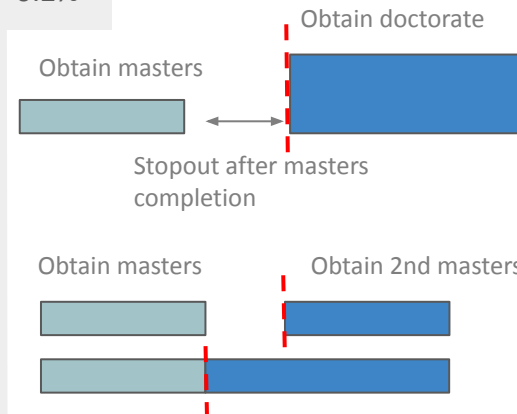 Obtain doctorate
Obtain masters
Stopout after masters
completion
Obtain masters
Obtain 2nd masters